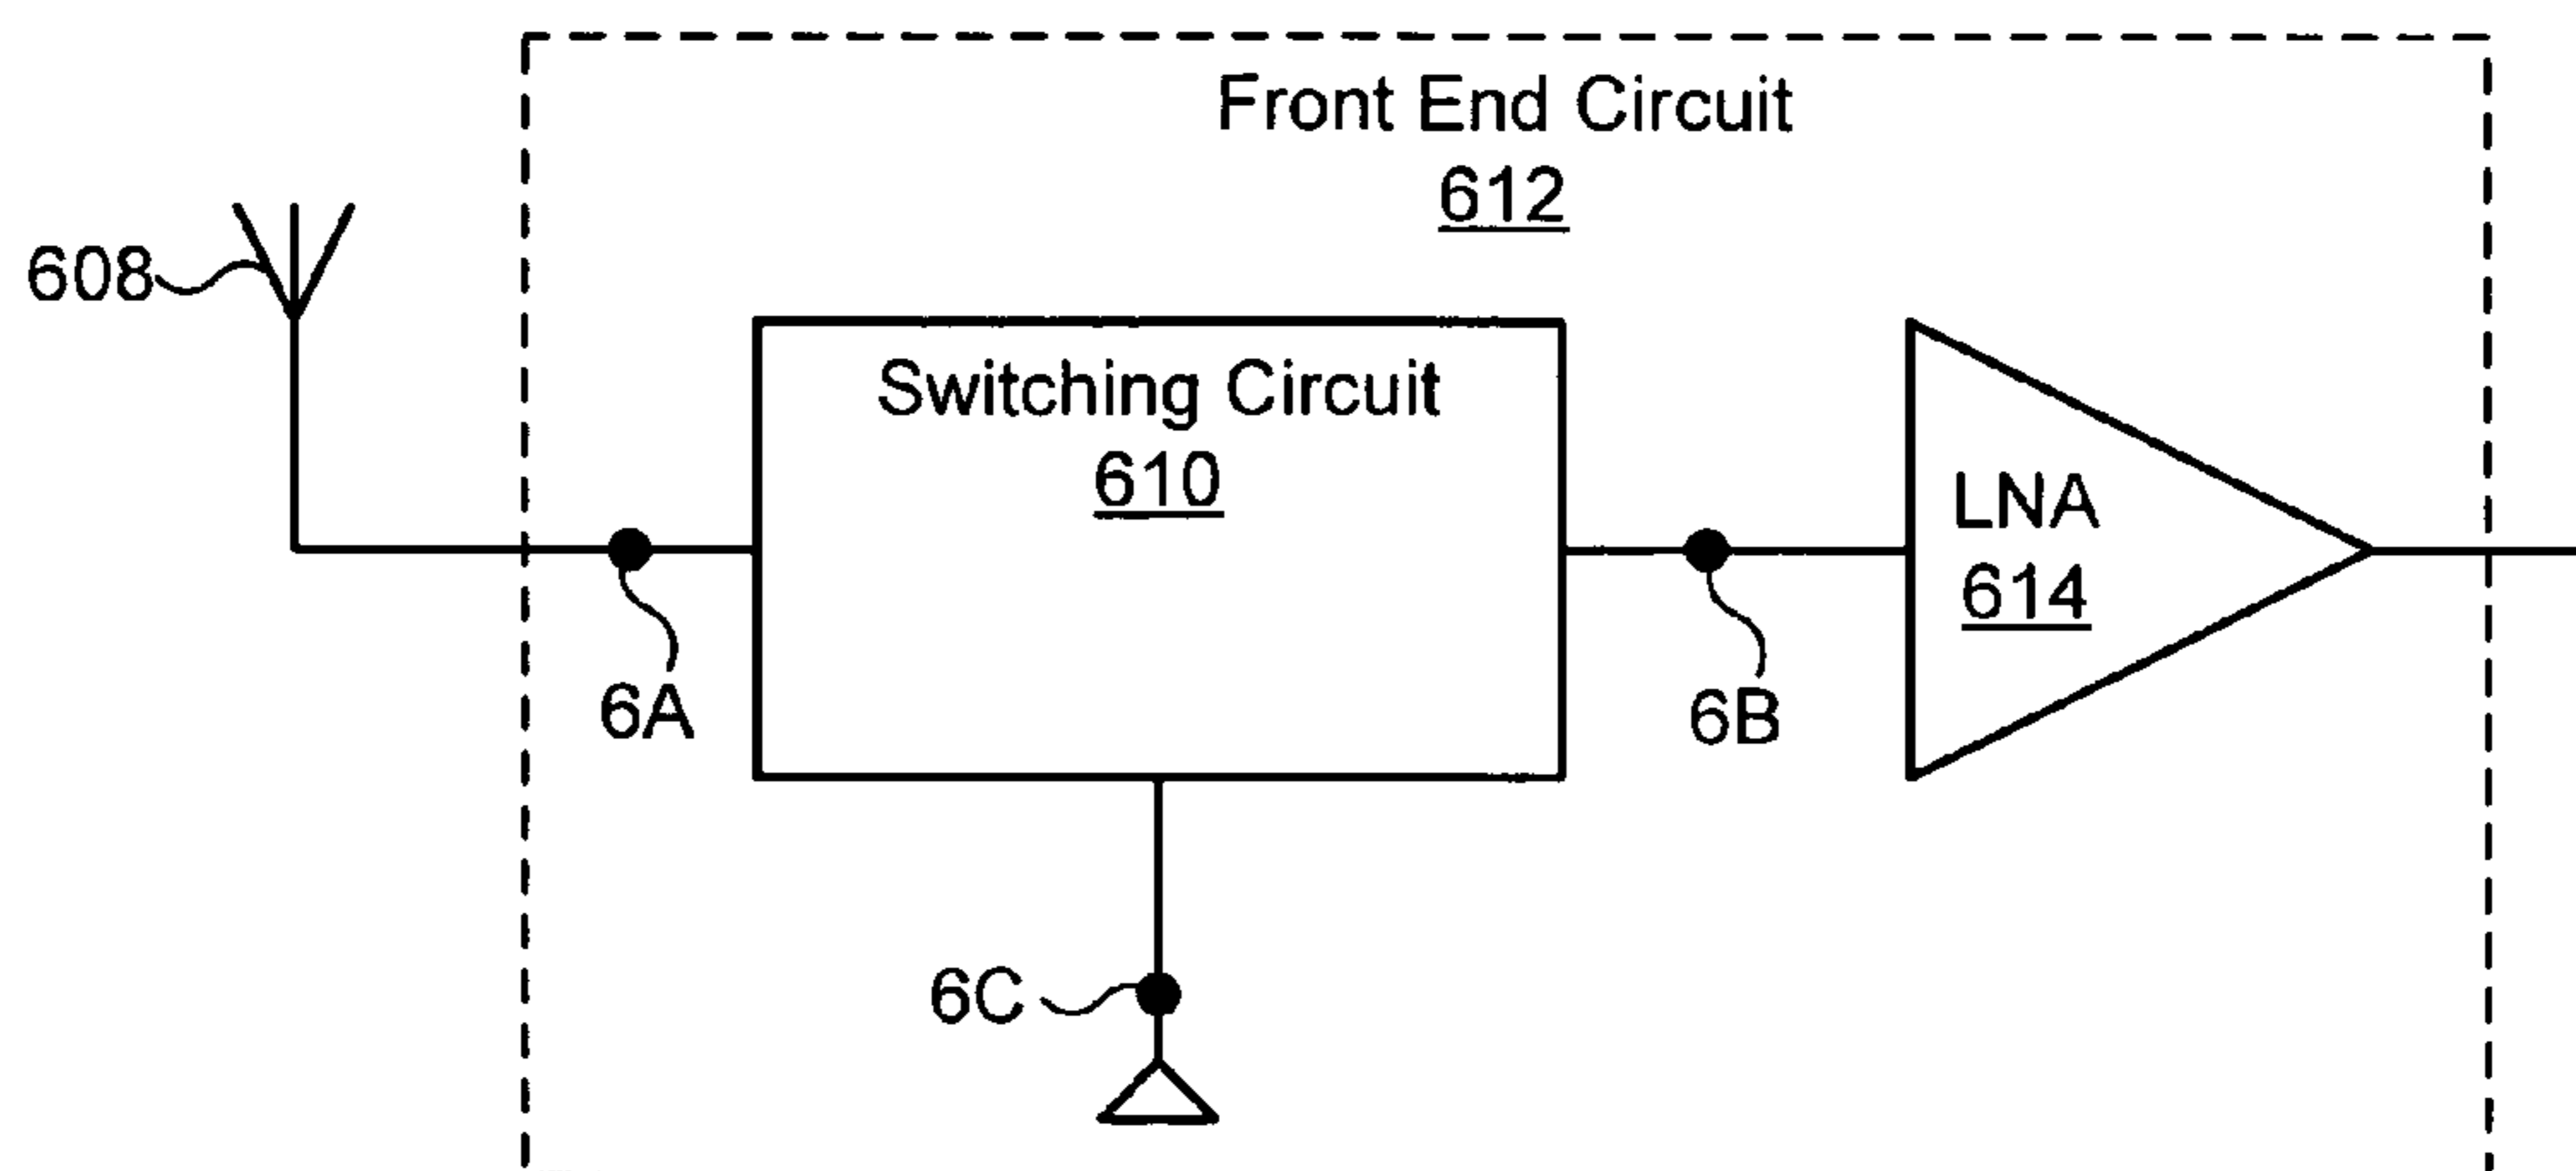 Front End Circuit
612
608
Switching Circuit
610
LNA
614
6A
6B
6C